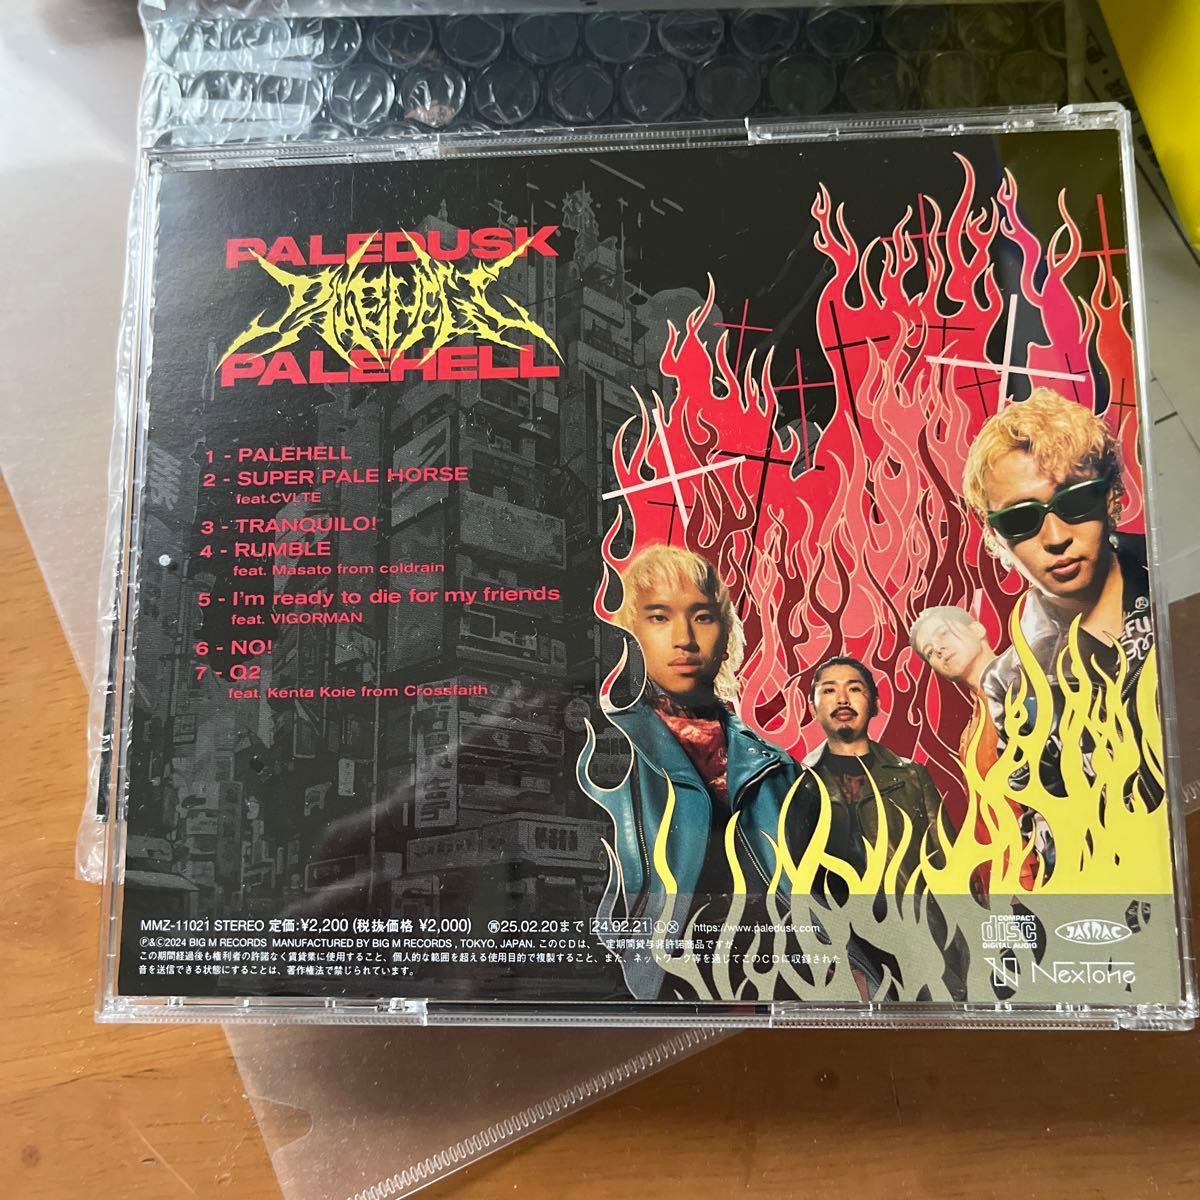 PALEDUSK
PALEHELL
PALEHELL
1 - PALEHELL
2 - SUPER PALE HORSE
feat.CVLTE
3 - TRANQUILO!
4 - RUMBLE
feat. Masato from coldrain
5 - I'm ready to die for my friends
feat. VIGORMAN
6 - NO!
7 - Q2
feat. Kenta Koie from Crossfaith
MMZ-11021 STEREO 定価:¥2,200 (税抜価格 ¥2,000) 再25.02.20まで 24.02.21 Ⓛ Ⓧ https://www.paledusk.com
℗&©2024 BIG M RECORDS MANUFACTURED BY BIG M RECORDS , TOKYO, JAPAN. このCDは、一定期間貸与非許諾商品ですが、
この期間経過後も権利者の許諾なく賃貸業に使用すること、個人的な範囲を超える使用目的で複製すること、また、ネットワーク等を通じてこのCDに収録された
音を送信できる状態にすることは、著作権法で禁じられています。
COMPACT
disc
DIGITAL AUDIO
JASRAC
NexTone